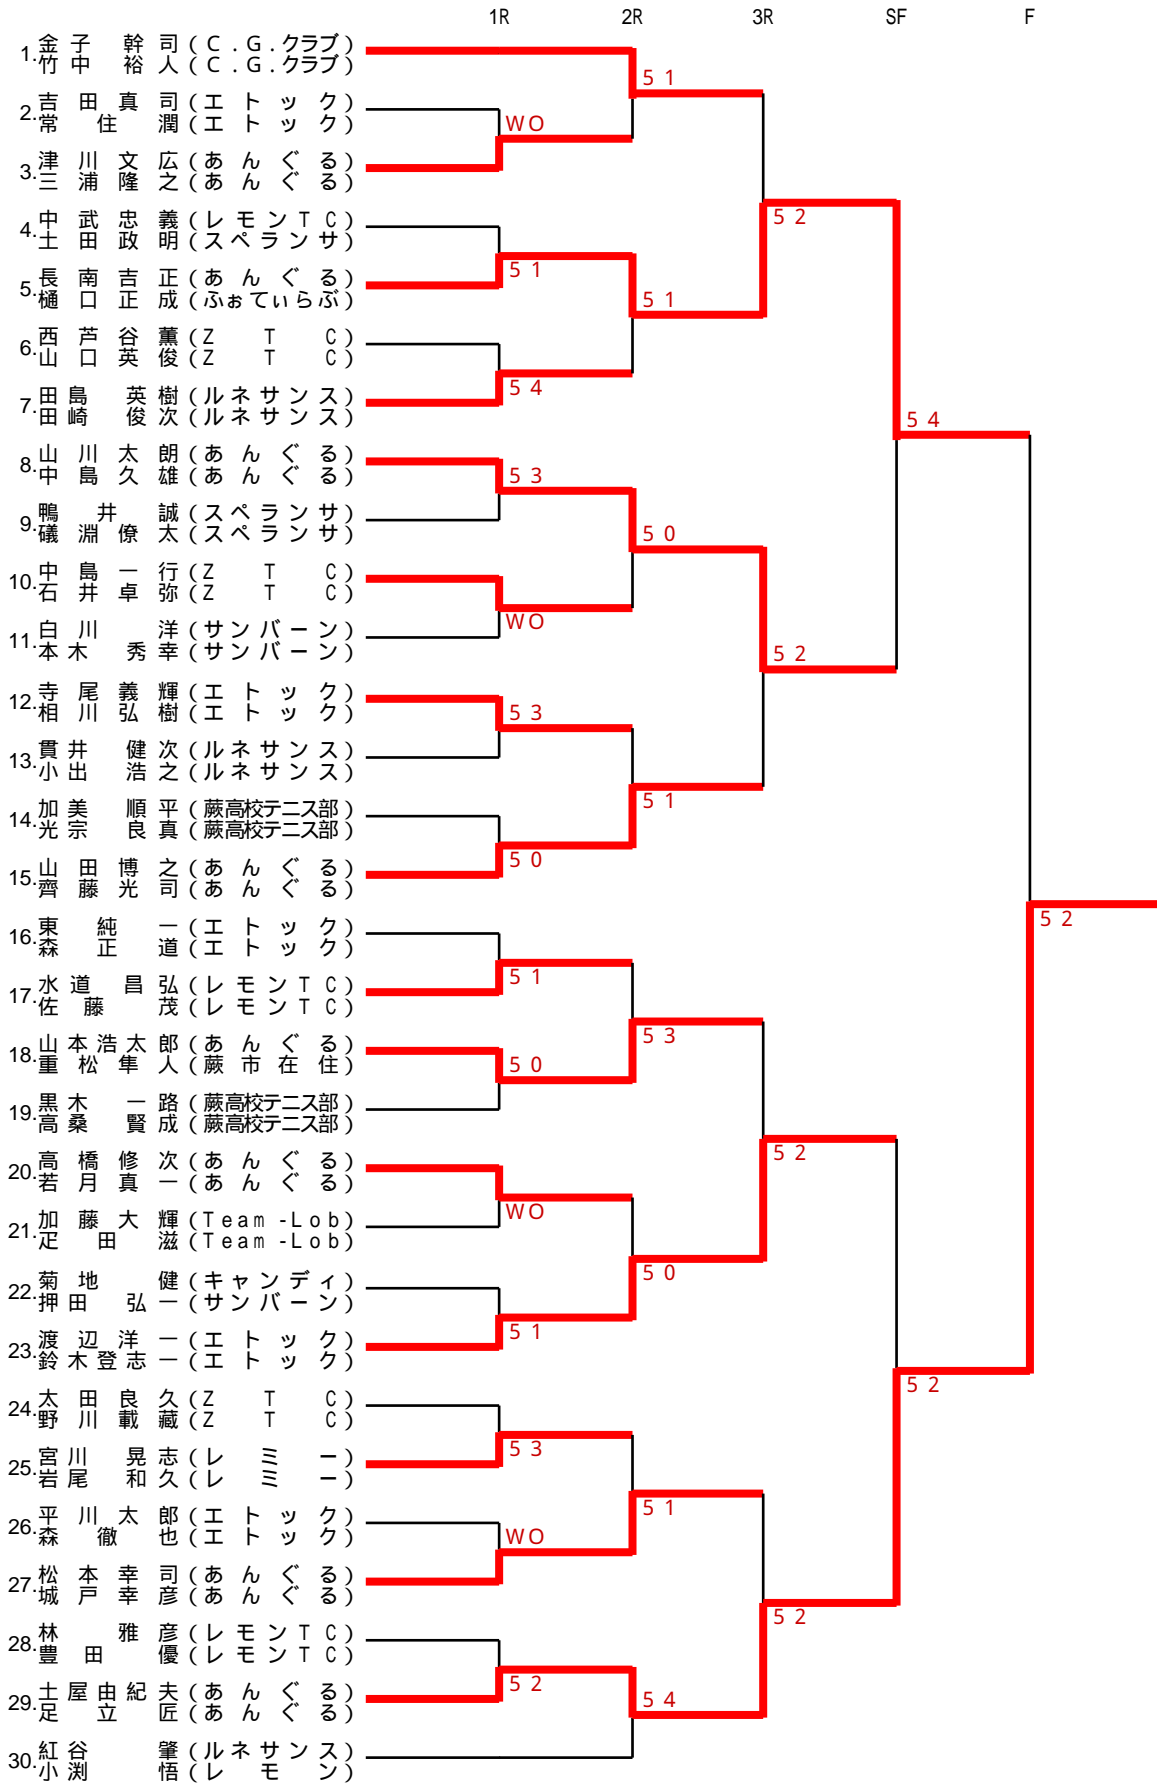 1R 2R 3R SF F
1. 金子 幹司 (C.G.クラブ)
竹中 裕人 (C.G.クラブ)
5 1
2. 吉田真司 (エトック)
常住 潤 (エトック)
WO
3. 津川文広 (あんぐる)
三浦隆之 (あんぐる)
5 2
4. 中武忠義 (レモンTC)
土田政明 (スペランサ)
5 1
5. 長南吉正 (あんぐる)
樋口正成 (ふぉてぃらぶ)
5 1
6. 西芦谷薫 (ZTC)
山口英俊 (ZTC)
5 4
7. 田島 英樹 (ルネサンス)
田崎 俊次 (ルネサンス)
5 4
8. 山川太朗 (あんぐる)
中島久雄 (あんぐる)
5 3
9. 鴨井 誠 (スペランサ)
礒淵僚太 (スペランサ)
5 0
10. 中島一行 (ZTC)
石井卓弥 (ZTC)
WO
11. 白川 洋 (サンバーン)
本木 秀幸 (サンバーン)
5 2
12. 寺尾義輝 (エトック)
相川弘樹 (エトック)
5 3
13. 貫井 健次 (ルネサンス)
小出 浩之 (ルネサンス)
5 1
14. 加美 順平 (蕨高校テニス部)
光宗 良真 (蕨高校テニス部)
5 0
15. 山田博之 (あんぐる)
齊藤光司 (あんぐる)
5 2
16. 東純一 (エトック)
森正道 (エトック)
5 1
17. 水道 昌弘 (レモンTC)
佐藤 茂 (レモンTC)
5 3
18. 山本浩太郎 (あんぐる)
重松隼人 (蕨市在住)
5 0
19. 黒木 一路 (蕨高校テニス部)
高桑 賢成 (蕨高校テニス部)
5 2
20. 高橋修次 (あんぐる)
若月真一 (あんぐる)
WO
21. 加藤大輝 (Team-Lob)
疋田 滋 (Team-Lob)
5 0
22. 菊地 健 (キャンディ)
押田 弘一 (サンバーン)
5 1
23. 渡辺洋一 (エトック)
鈴木登志一 (エトック)
5 2
24. 太田良久 (ZTC)
野川載蔵 (ZTC)
5 3
25. 宮川 晃志 (レミー)
岩尾 和久 (レミー)
5 1
26. 平川太郎 (エトック)
森徹也 (エトック)
WO
27. 松本幸司 (あんぐる)
城戸幸彦 (あんぐる)
5 2
28. 林 雅彦 (レモンTC)
豊田 優 (レモンTC)
5 2
29. 土屋由紀夫 (あんぐる)
足立匠 (あんぐる)
5 4
30. 紅谷 肇 (ルネサンス)
小渕 悟 (レモン)